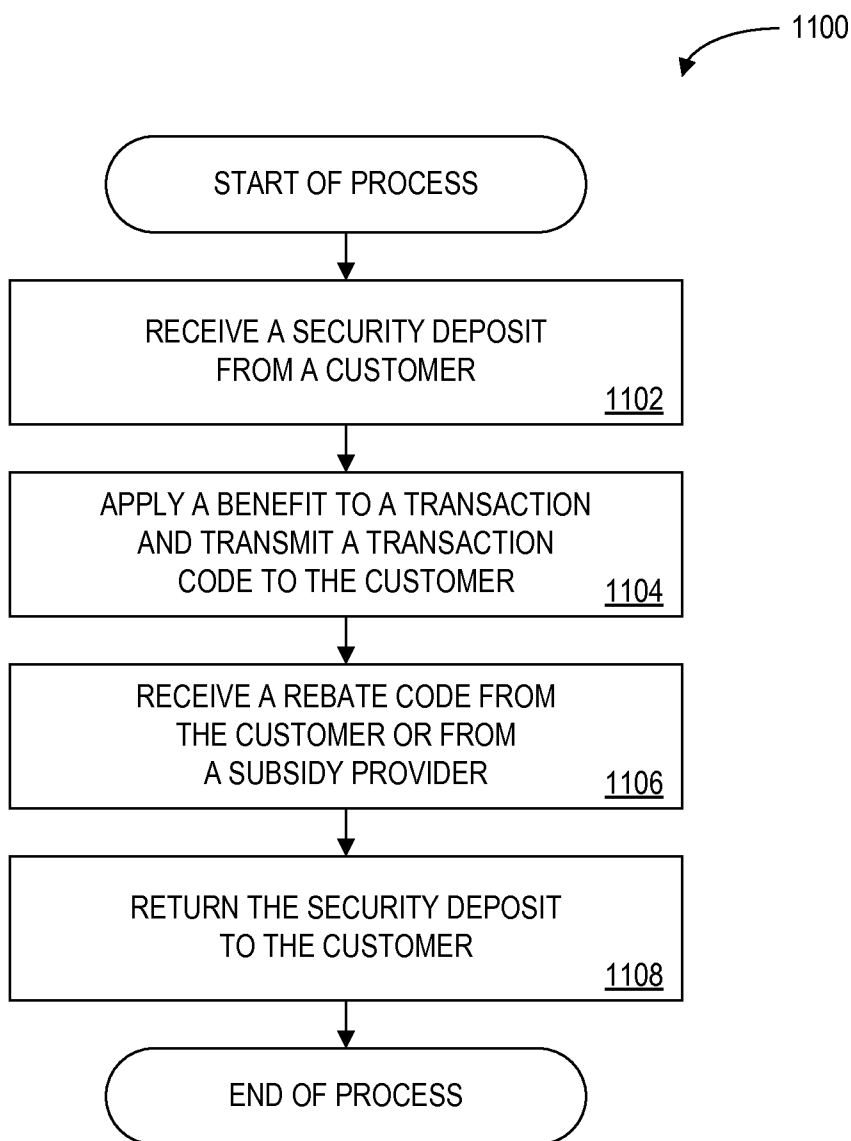 1100
START OF PROCESS
RECEIVE A SECURITY DEPOSIT
FROM A CUSTOMER
1102
APPLY A BENEFIT TO A TRANSACTION
AND TRANSMIT A TRANSACTION
CODE TO THE CUSTOMER
1104
RECEIVE A REBATE CODE FROM
THE CUSTOMER OR FROM
A SUBSIDY PROVIDER
1106
RETURN THE SECURITY DEPOSIT
TO THE CUSTOMER
1108
END OF PROCESS